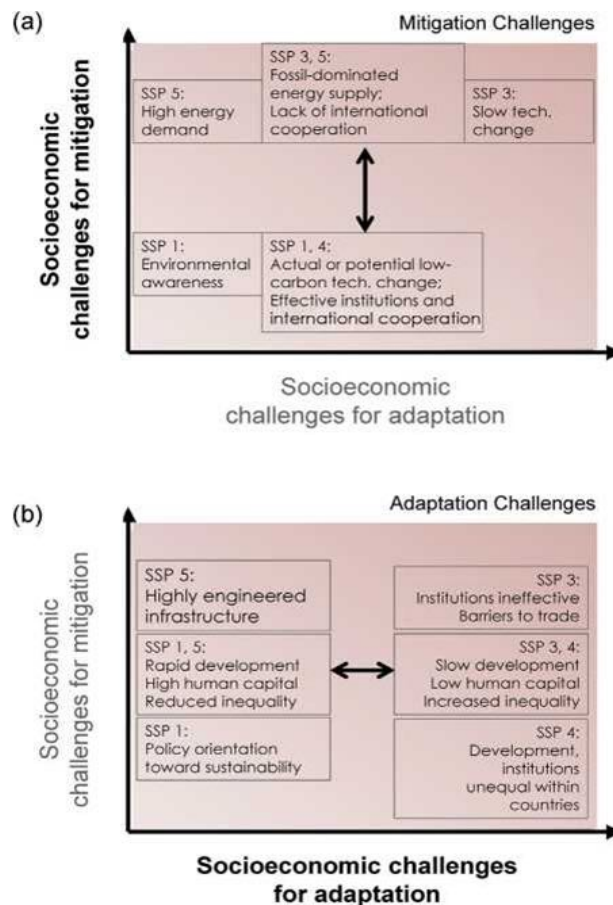 (a)
Mitigation Challenges
Socioeconomic
challenges for mitigation
SSP 5:
High energy
demand
SSP 3, 5:
Fossil-dominated
energy supply;
Lack of international
cooperation
SSP 3:
Slow tech.
change
SSP 1:
Environmental
awareness
SSP 1, 4:
Actual or potential low-
carbon tech. change;
Effective institutions and
international cooperation
Socioeconomic
challenges for adaptation
(b)
Adaptation Challenges
Socioeconomic
challenges for mitigation
SSP 5:
Highly engineered
infrastructure
SSP 3:
Institutions ineffective
Barriers to trade
SSP 1, 5:
Rapid development
High human capital
Reduced inequality
SSP 3, 4:
Slow development
Low human capital
Increased inequality
SSP 1:
Policy orientation
toward sustainability
SSP 4:
Development,
institutions
unequal within
countries
Socioeconomic challenges
for adaptation